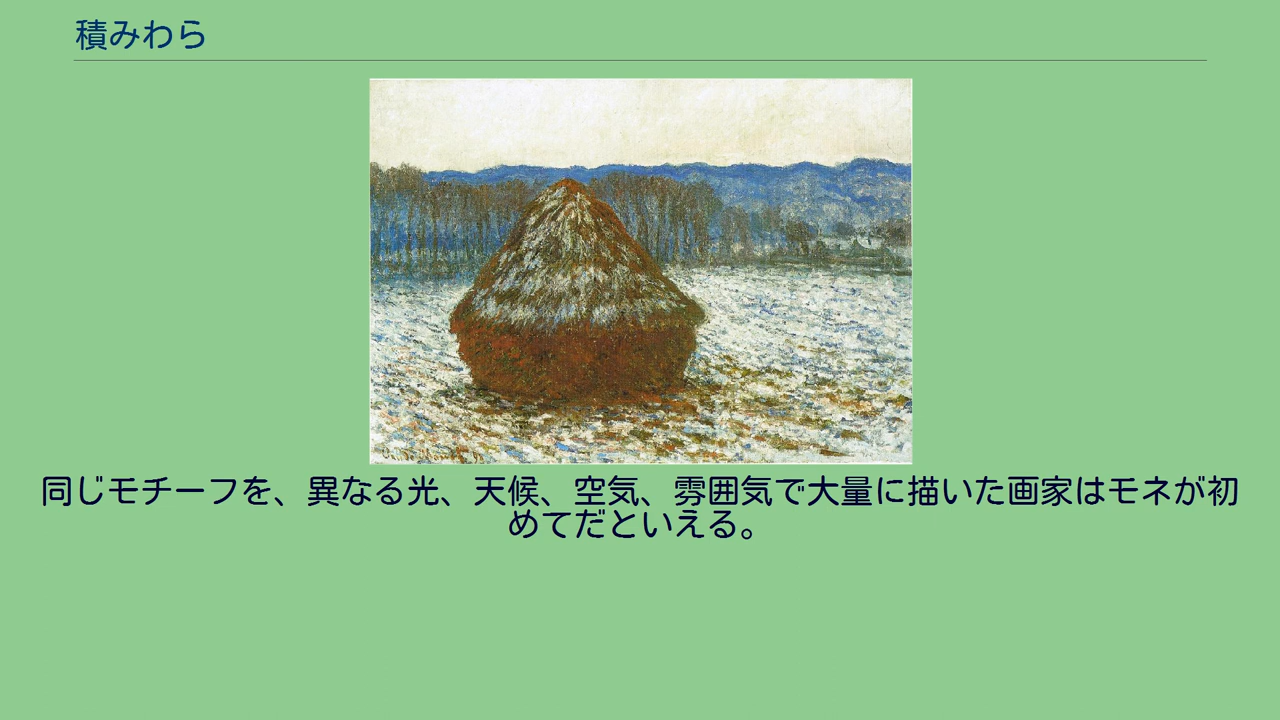 積みわら
同じモチーフを、異なる光、天候、空気、雰囲気で大量に描いた画家はモネが初
めてだといえる。